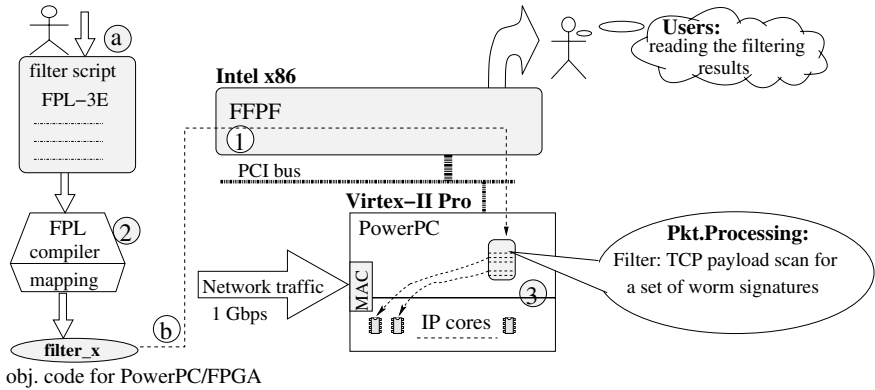 a
filter script
FPL−3E
FPL
compiler
mapping
2
filter_x
b
obj. code for PowerPC/FPGA
Intel x86
FFPF
1
PCI bus
Users:
reading the filtering
results
Virtex−II Pro
PowerPC
Network traffic
1 Gbps
MAC
3
IP cores
Pkt.Processing:
Filter: TCP payload scan for
a set of worm signatures